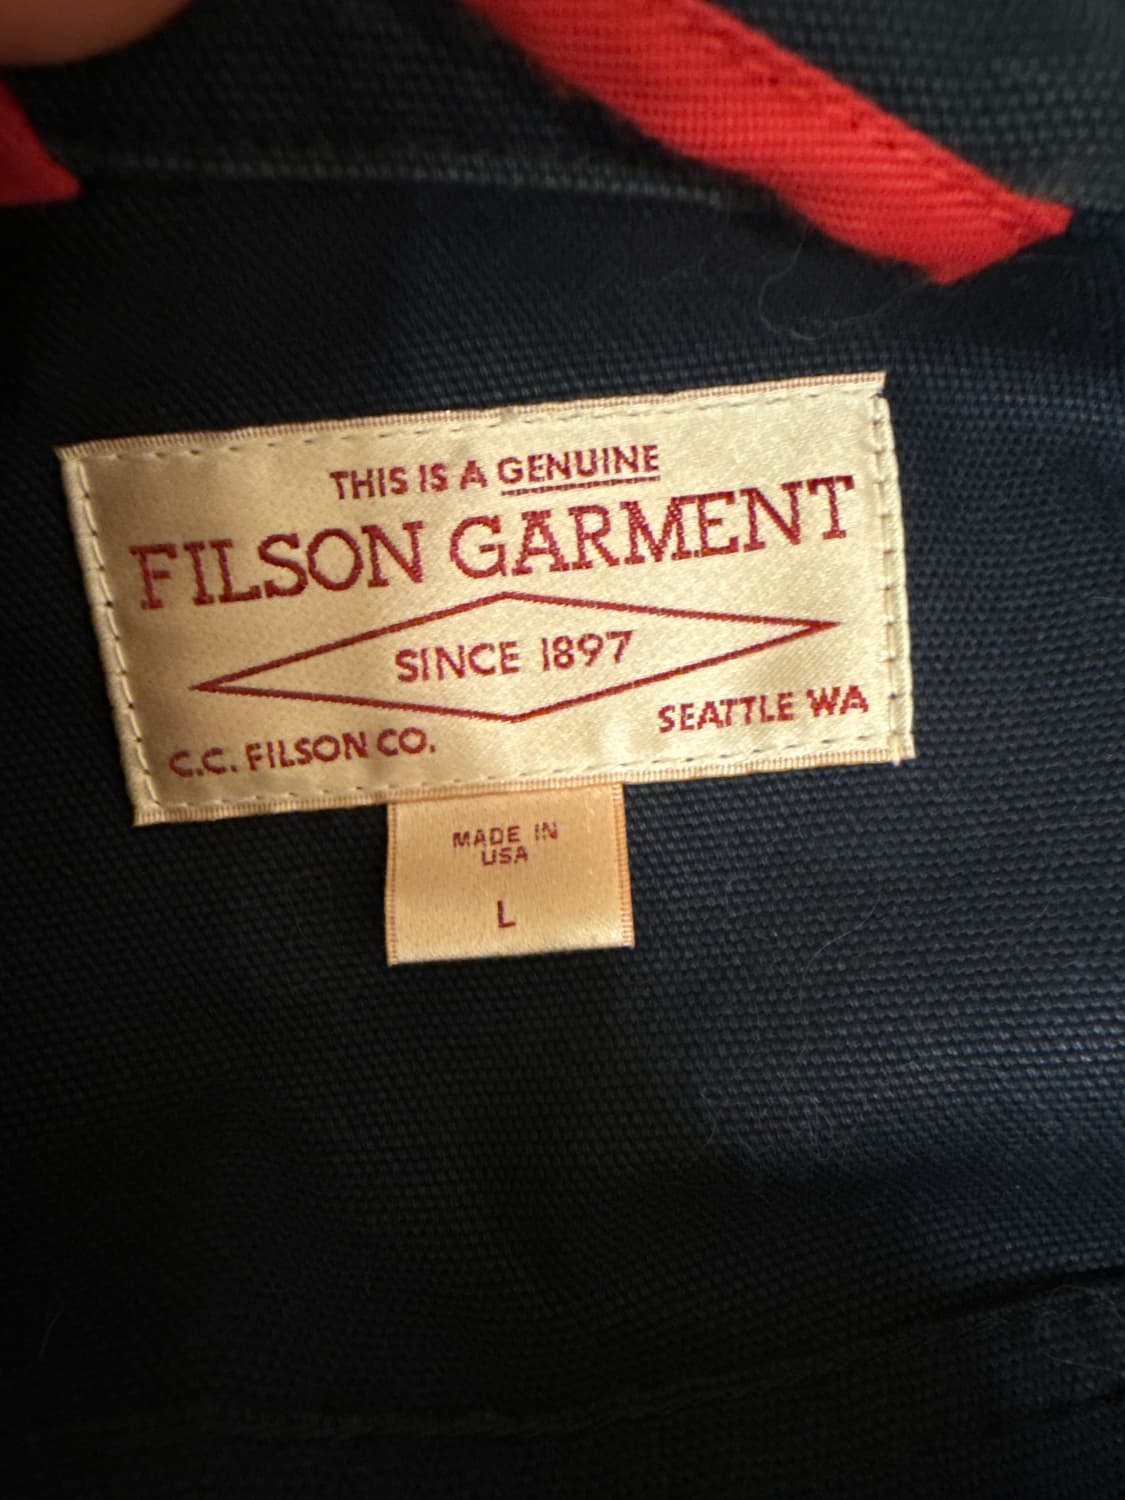 THIS IS A GENUINE
FILSON GARMENT
SINCE 1897
C.C. FILSON CO. SEATTLE WA
MADE IN
USA
L